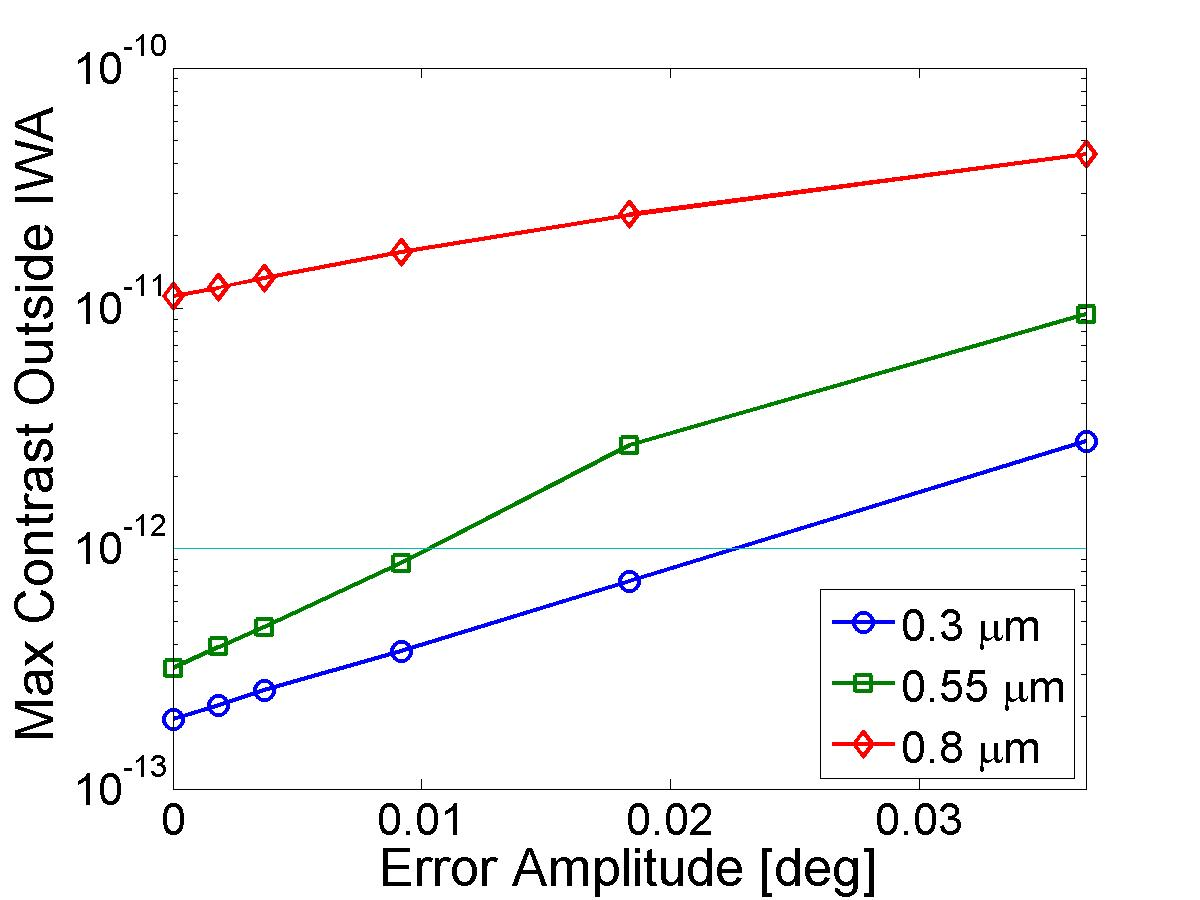 Max Contrast Outside IWA
10^-10
10^-11
10^-12
10^-13
0.3 μm
0.55 μm
0.8 μm
0 0.01 0.02 0.03
Error Amplitude [deg]